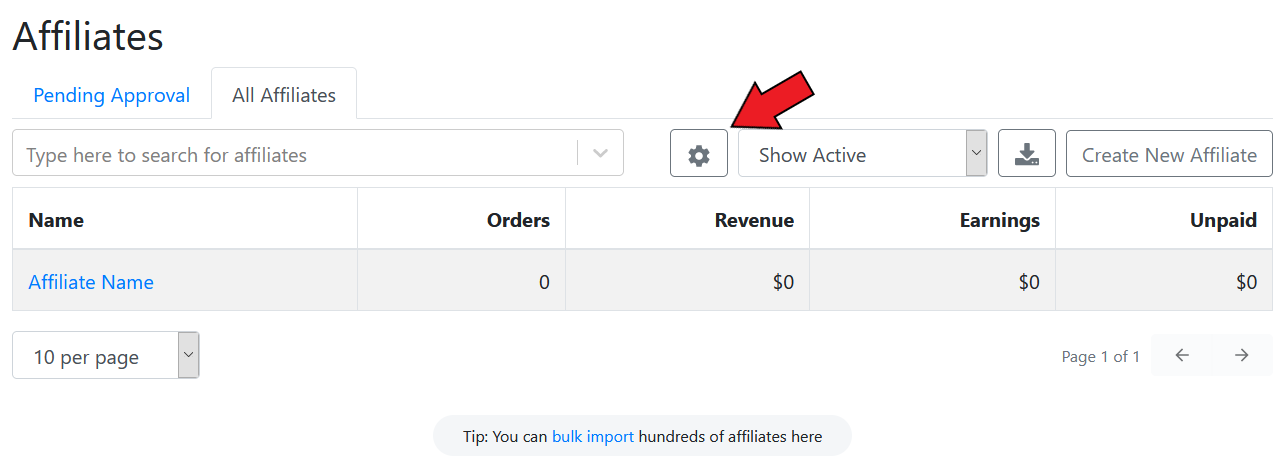 Affiliates
Pending Approval All Affiliates
Type here to search for affiliates Show Active Create New Affiliate
Name Orders Revenue Earnings Unpaid
Affiliate Name 0 $0 $0 $0
10 per page Page 1 of 1
Tip: You can bulk import hundreds of affiliates here